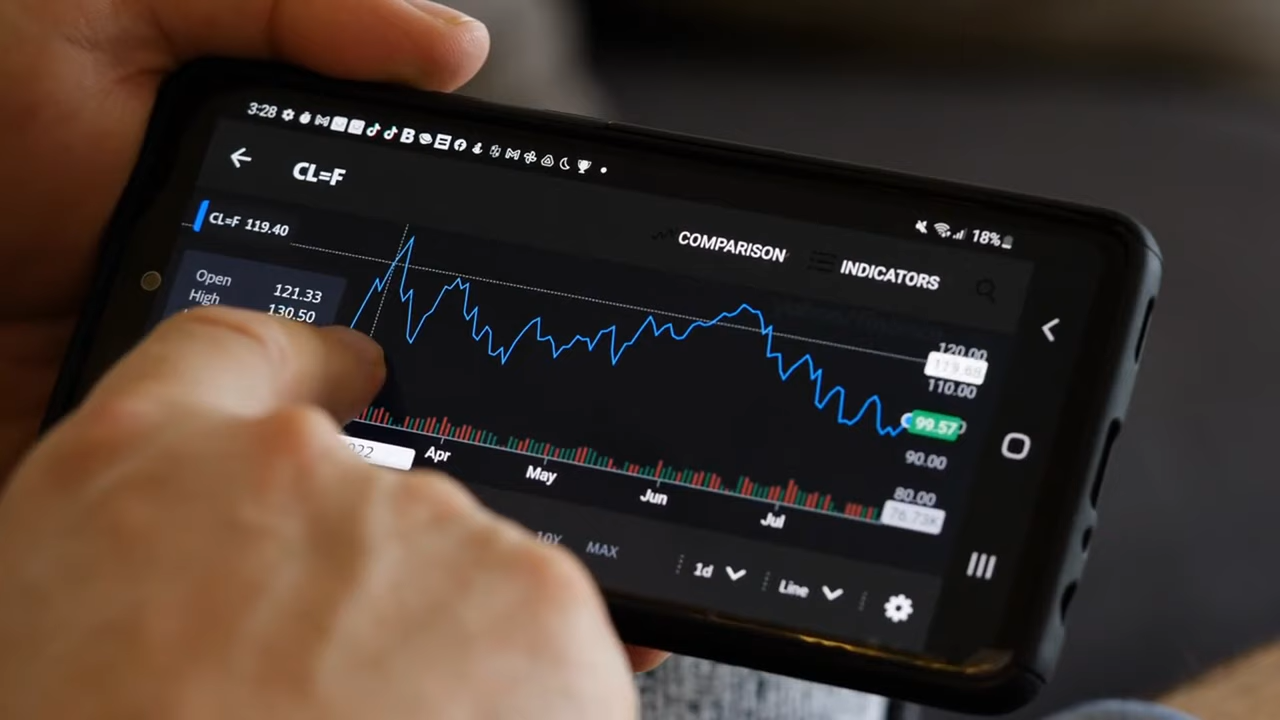 3:28
18%
CL=F
CL=F 119.40
COMPARISON
INDICATORS
Open 121.33
High 130.50
120.00
110.00
99.57
90.00
80.00
Apr
May
Jun
Jul
10Y
MAX
1d
Line